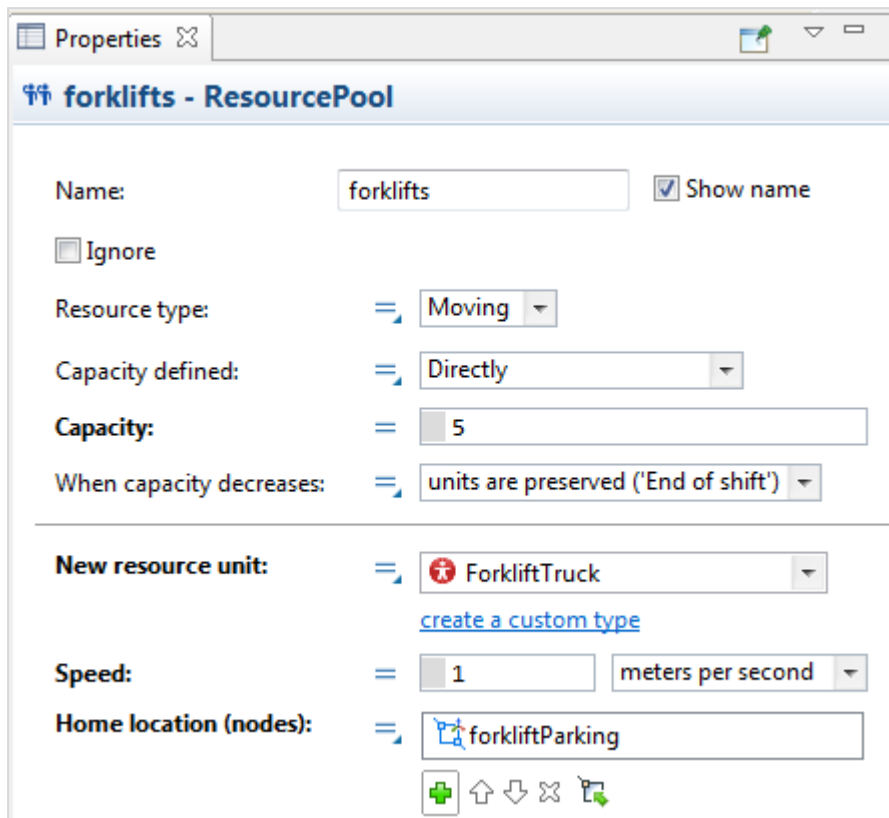 Properties
forklifts - ResourcePool
Name: forklifts Show name
Ignore
Resource type: Moving
Capacity defined: Directly
Capacity: 5
When capacity decreases: units are preserved ('End of shift')
New resource unit: ForkliftTruck
create a custom type
Speed: 1 meters per second
Home location (nodes): forkliftParking